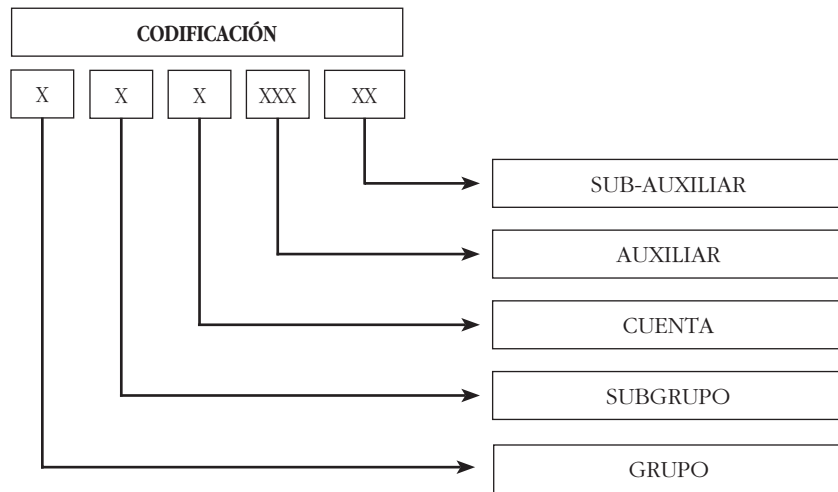 CODIFICACIÓN
X X X XXX XX
SUB-AUXILIAR
AUXILIAR
CUENTA
SUBGRUPO
GRUPO